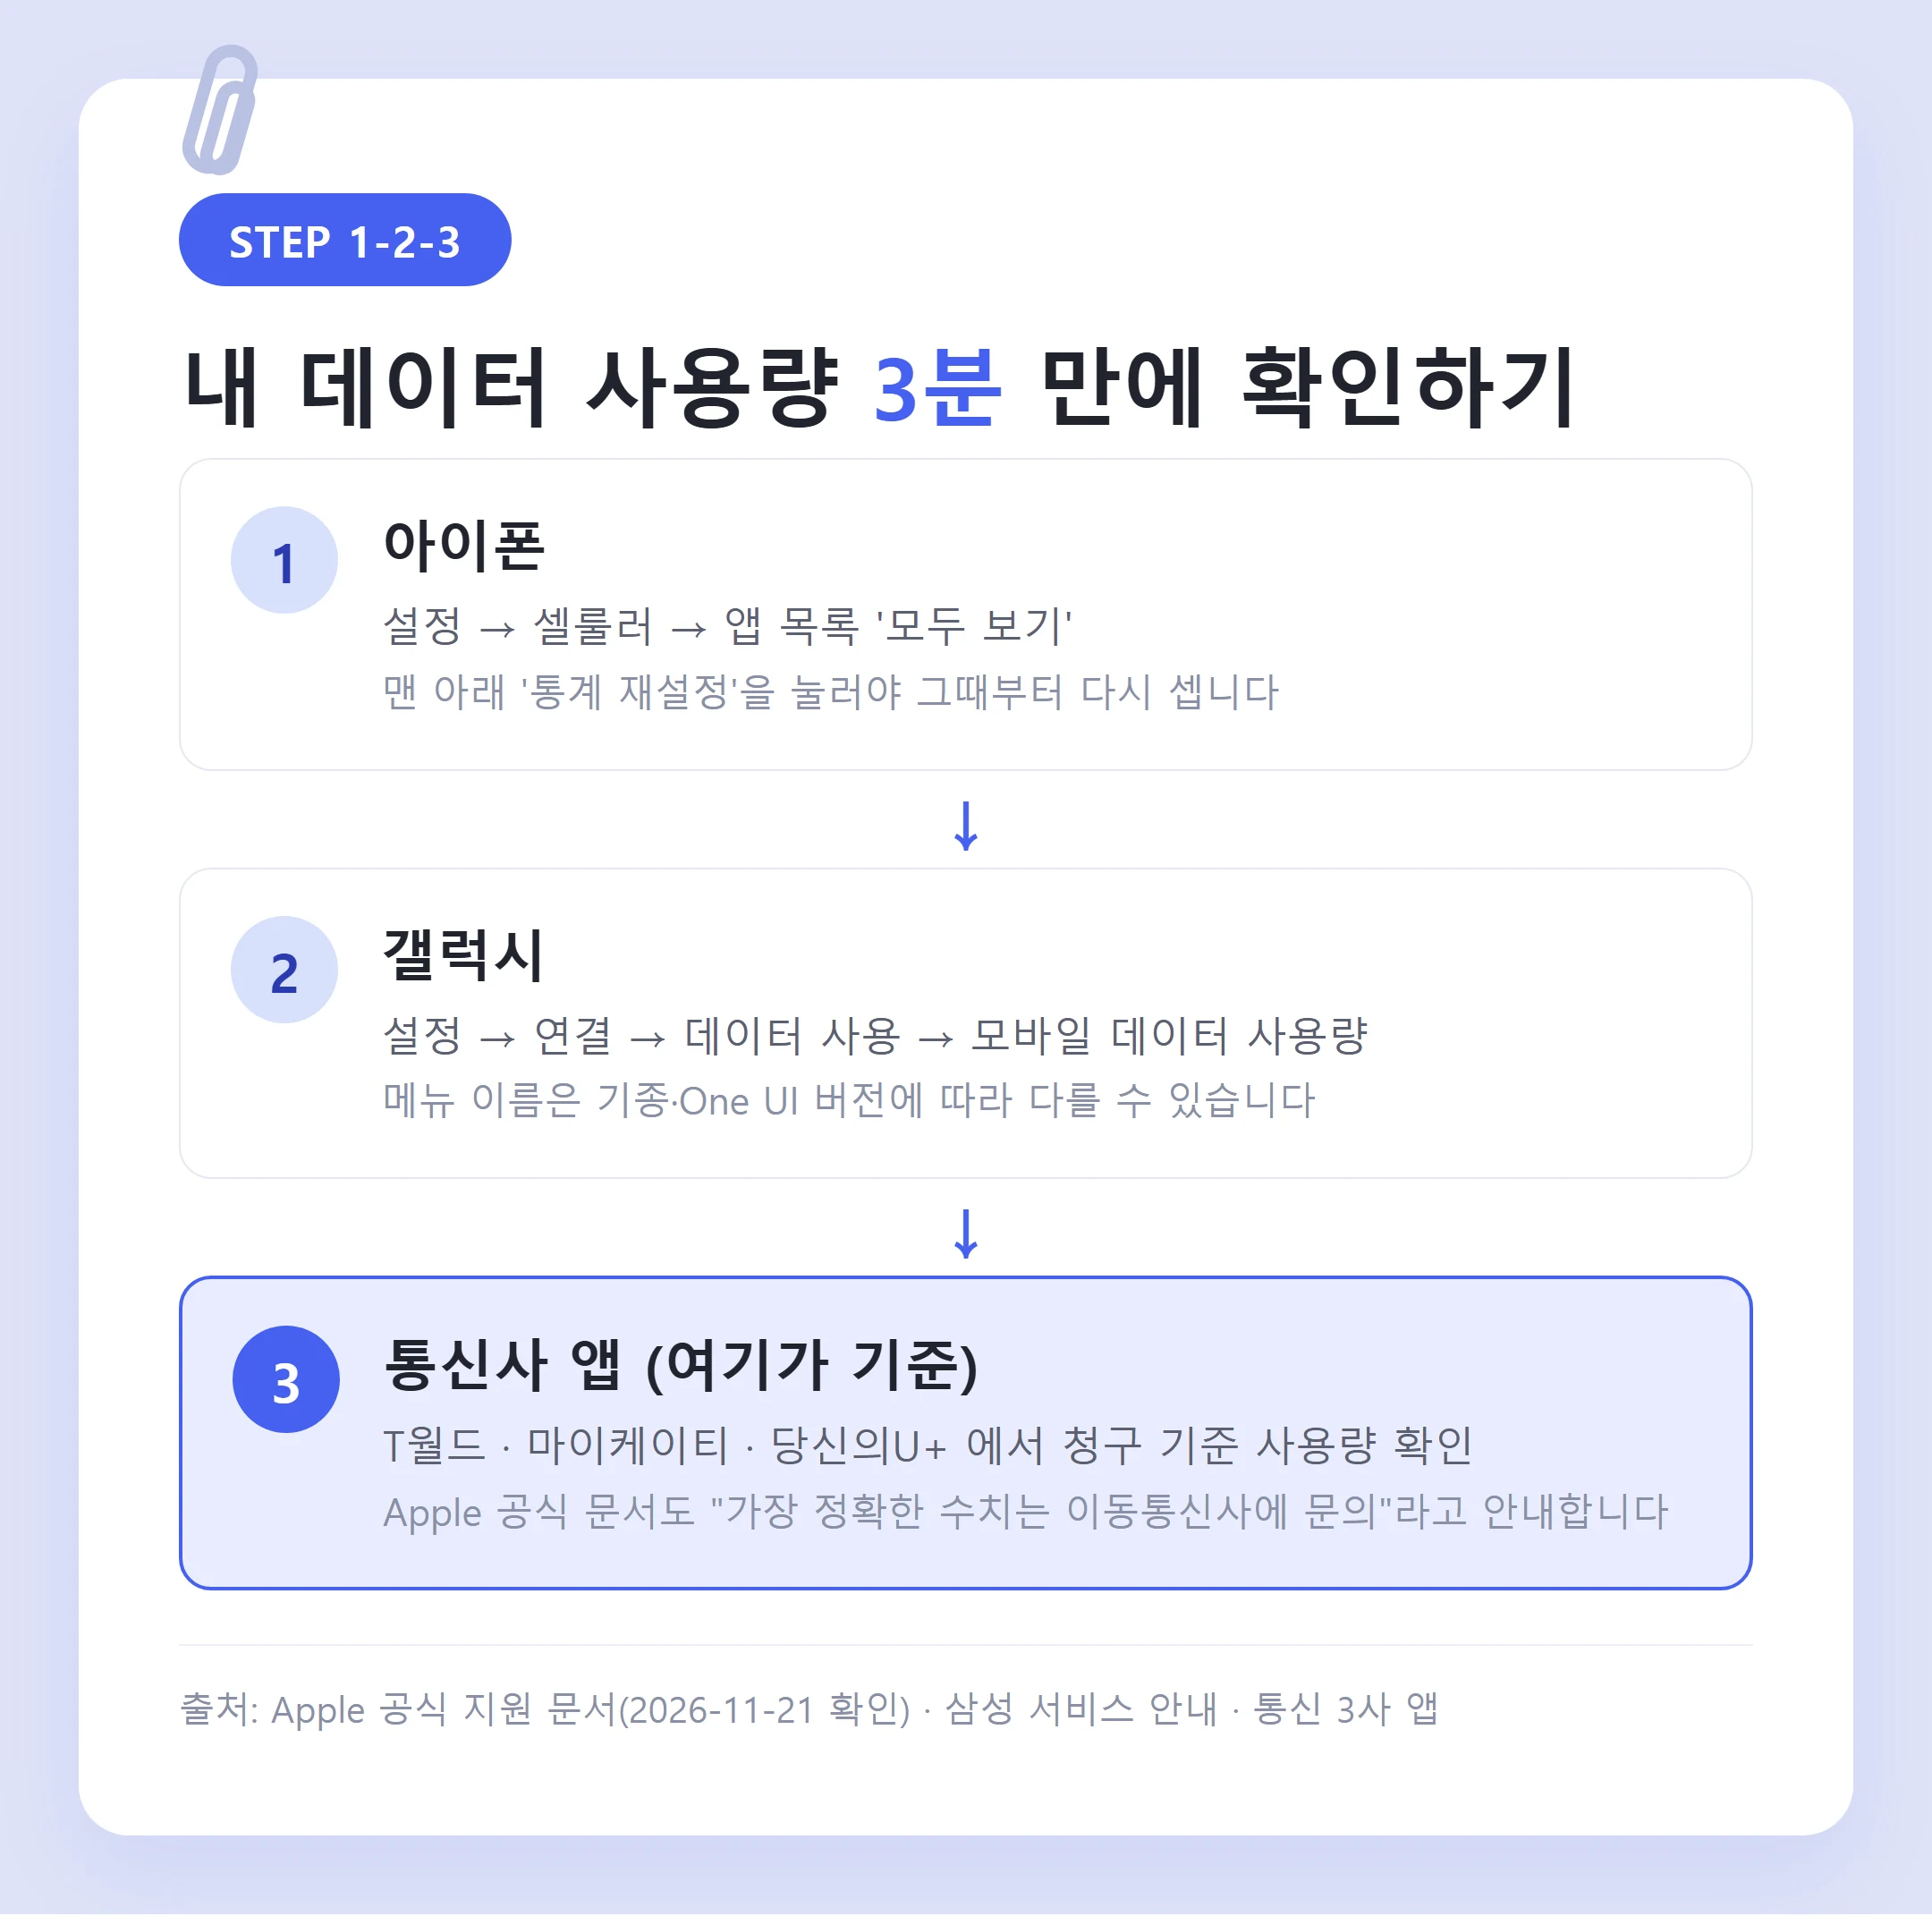 STEP 1-2-3
내 데이터 사용량 3분 만에 확인하기
1
아이폰
설정 → 셀룰러 → 앱 목록 '모두 보기'
맨 아래 '통계 재설정'을 눌러야 그때부터 다시 셉니다
↓
2
갤럭시
설정 → 연결 → 데이터 사용 → 모바일 데이터 사용량
메뉴 이름은 기종·One UI 버전에 따라 다를 수 있습니다
↓
3
통신사 앱 (여기가 기준)
T월드 · 마이케이티 · 당신의U+ 에서 청구 기준 사용량 확인
Apple 공식 문서도 "가장 정확한 수치는 이동통신사에 문의"라고 안내합니다
출처: Apple 공식 지원 문서(2026-11-21 확인) · 삼성 서비스 안내 · 통신 3사 앱